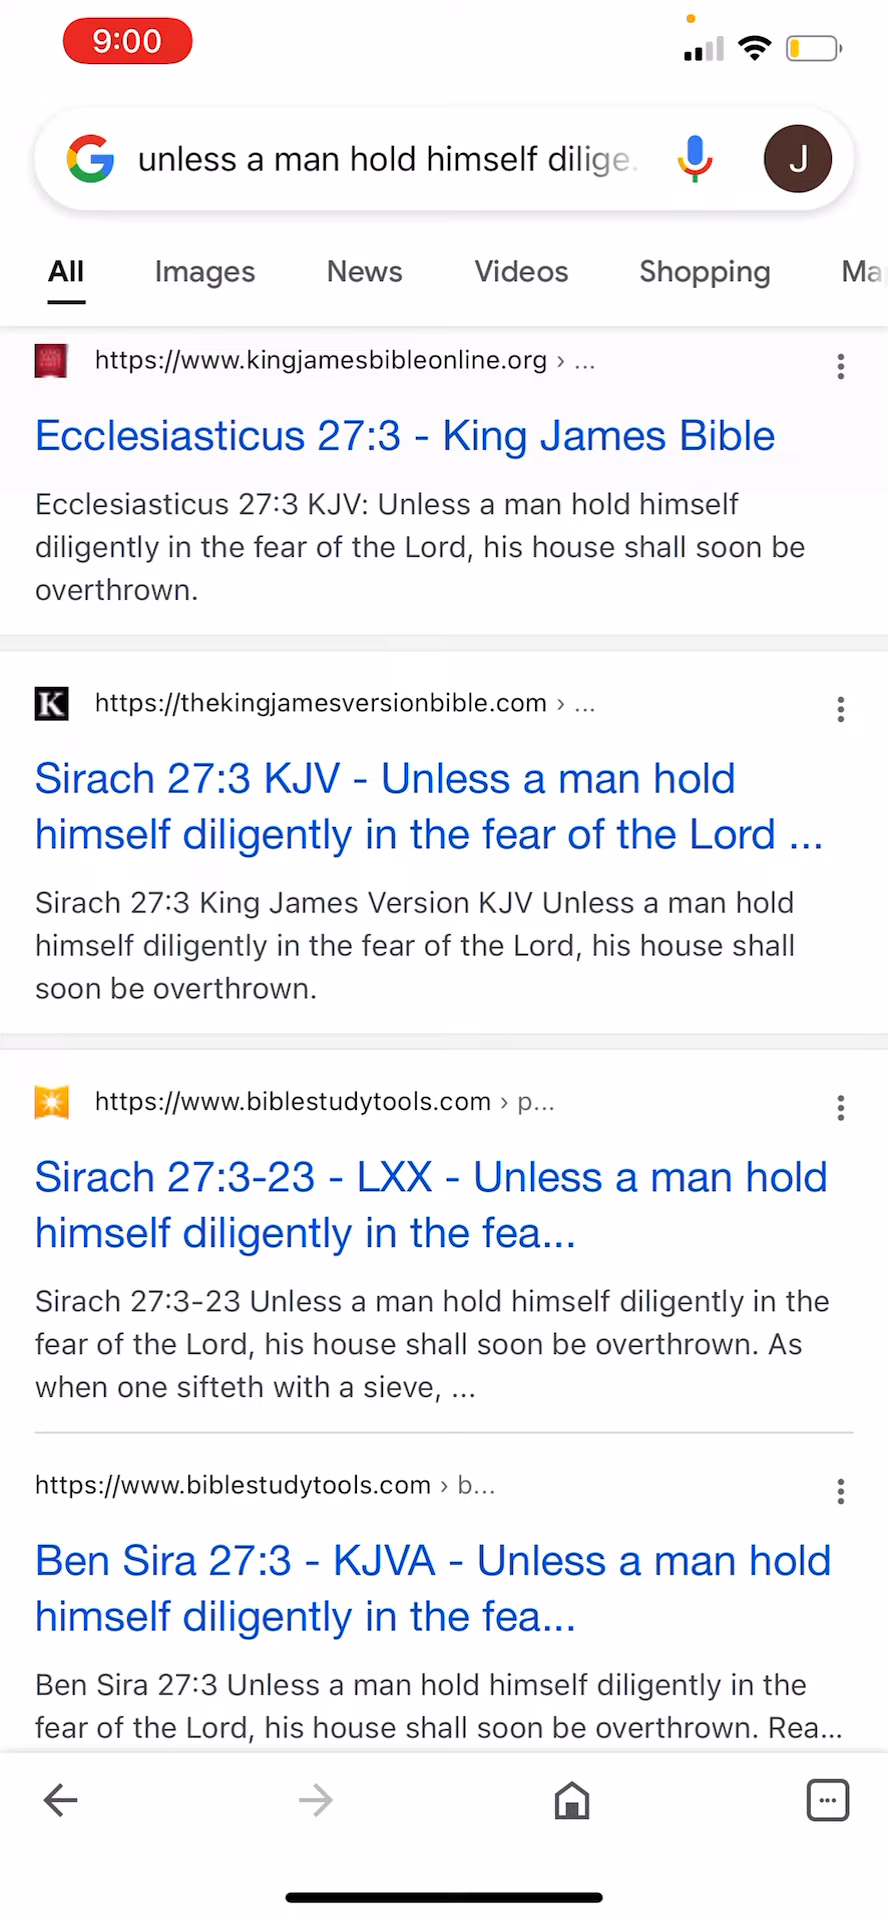 9:00
unless a man hold himself dilige.
J
All Images News Videos Shopping Ma
https://www.kingjamesbibleonline.org › ...
Ecclesiasticus 27:3 - King James Bible
Ecclesiasticus 27:3 KJV: Unless a man hold himself
diligently in the fear of the Lord, his house shall soon be
overthrown.
K
https://thekingjamesversionbible.com › ...
Sirach 27:3 KJV - Unless a man hold
himself diligently in the fear of the Lord ...
Sirach 27:3 King James Version KJV Unless a man hold
himself diligently in the fear of the Lord, his house shall
soon be overthrown.
https://www.biblestudytools.com › p...
Sirach 27:3-23 - LXX - Unless a man hold
himself diligently in the fea...
Sirach 27:3-23 Unless a man hold himself diligently in the
fear of the Lord, his house shall soon be overthrown. As
when one sifteth with a sieve, ...
https://www.biblestudytools.com › b...
Ben Sira 27:3 - KJVA - Unless a man hold
himself diligently in the fea...
Ben Sira 27:3 Unless a man hold himself diligently in the
fear of the Lord, his house shall soon be overthrown. Rea...